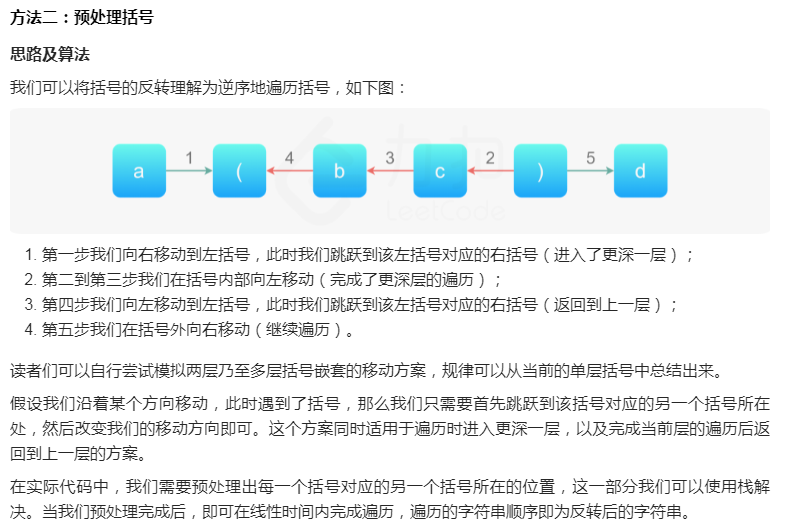 方法二：预处理括号
思路及算法
我们可以将括号的反转理解为逆序地遍历括号，如下图：
a 1 ( 4 b 3 c 2 ) 5 d
力扣
LeetCode
1. 第一步我们向右移动到左括号，此时我们跳跃到该左括号对应的右括号（进入了更深一层）；
2. 第二到第三步我们在括号内部向左移动（完成了更深层的遍历）；
3. 第四步我们向左移动到左括号，此时我们跳跃到该左括号对应的右括号（返回到上一层）；
4. 第五步我们在括号外向右移动（继续遍历）。
读者们可以自行尝试模拟两层乃至多层括号嵌套的移动方案，规律可以从当前的单层括号中总结出来。
假设我们沿着某个方向移动，此时遇到了括号，那么我们只需要首先跳跃到该括号对应的另一个括号所在
处，然后改变我们的移动方向即可。这个方案同时适用于遍历时进入更深一层，以及完成当前层的遍历后返
回到上一层的方案。
在实际代码中，我们需要预处理出每一个括号对应的另一个括号所在的位置，这一部分我们可以使用栈解
决。当我们预处理完成后，即可在线性时间内完成遍历，遍历的字符串顺序即为反转后的字符串。